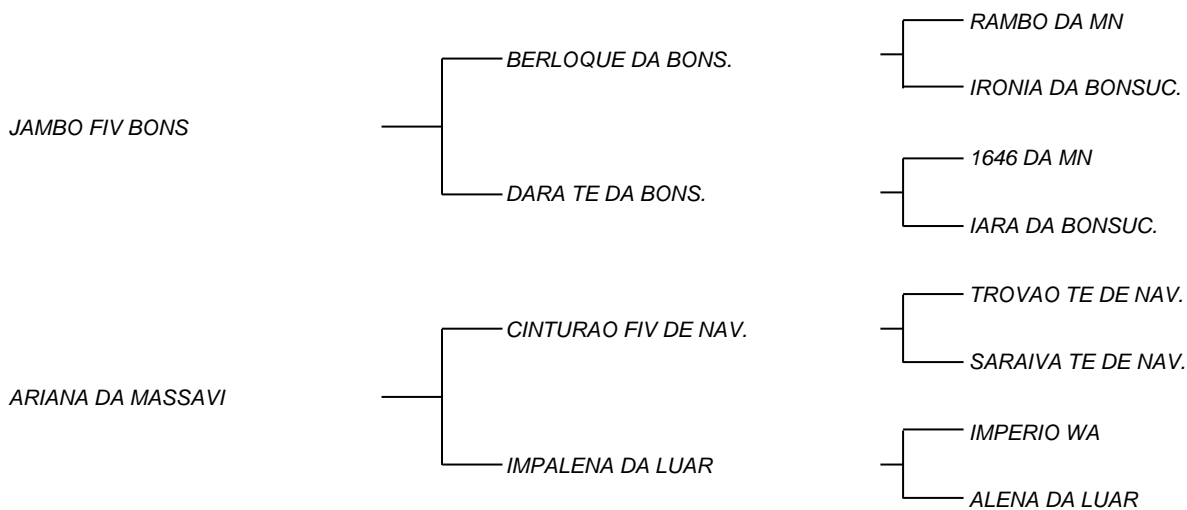 RAMBO DA MN
BERLOQUE DA BONS.
IRONIA DA BONSUC.
JAMBO FIV BONS
1646 DA MN
DARA TE DA BONS.
IARA DA BONSUC.
TROVAO TE DE NAV.
CINTURAO FIV DE NAV.
SARAIVA TE DE NAV.
ARIANA DA MASSAVI
IMPERIO WA
IMPALENA DA LUAR
ALENA DA LUAR